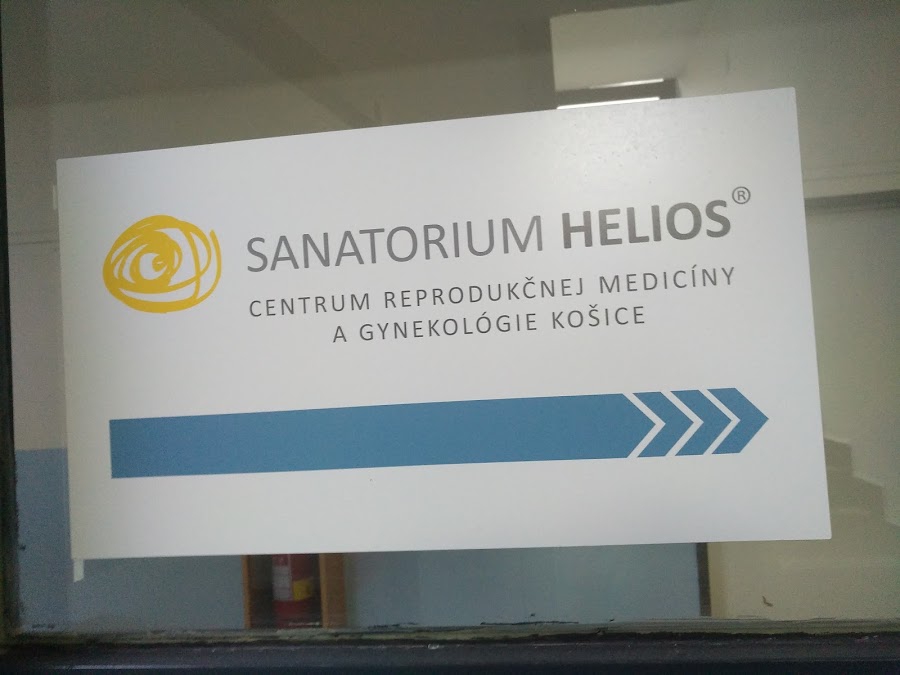 SANATORIUM HELIOS®
CENTRUM REPRODUKČNEJ MEDICÍNY
A GYNEKOLÓGIE KOŠICE